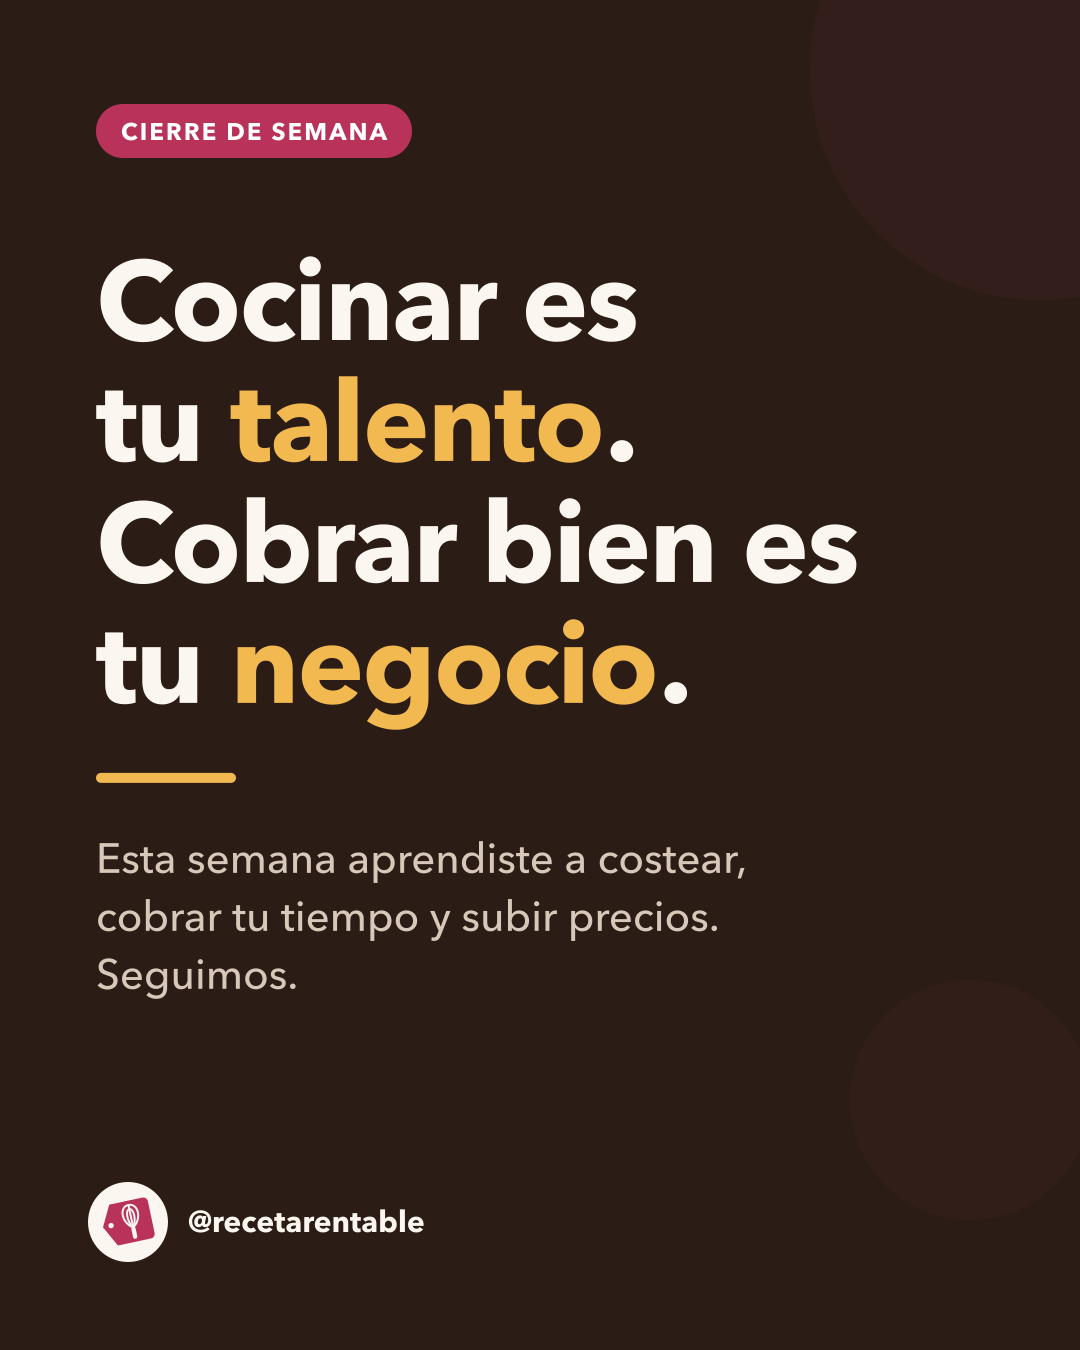 CIERRE DE SEMANA
Cocinar es
tu talento.
Cobrar bien es
tu negocio.
Esta semana aprendiste a costear,
cobrar tu tiempo y subir precios.
Seguimos.
@recetarentable